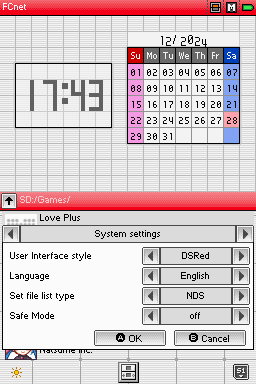 FCnet
M
17:43
12/2024
Su Mo Tu We Th Fr Sa
01 02 03 04 05 06 07
08 09 10 11 12 13 14
15 16 17 18 19 20 21
22 23 24 25 26 27 28
29 30 31
SD:/Games/
Love Plus
System settings
User Interface style DSRed
Language English
Set file list type NDS
Safe Mode off
A OK B Cancel
Natsume Inc.
51